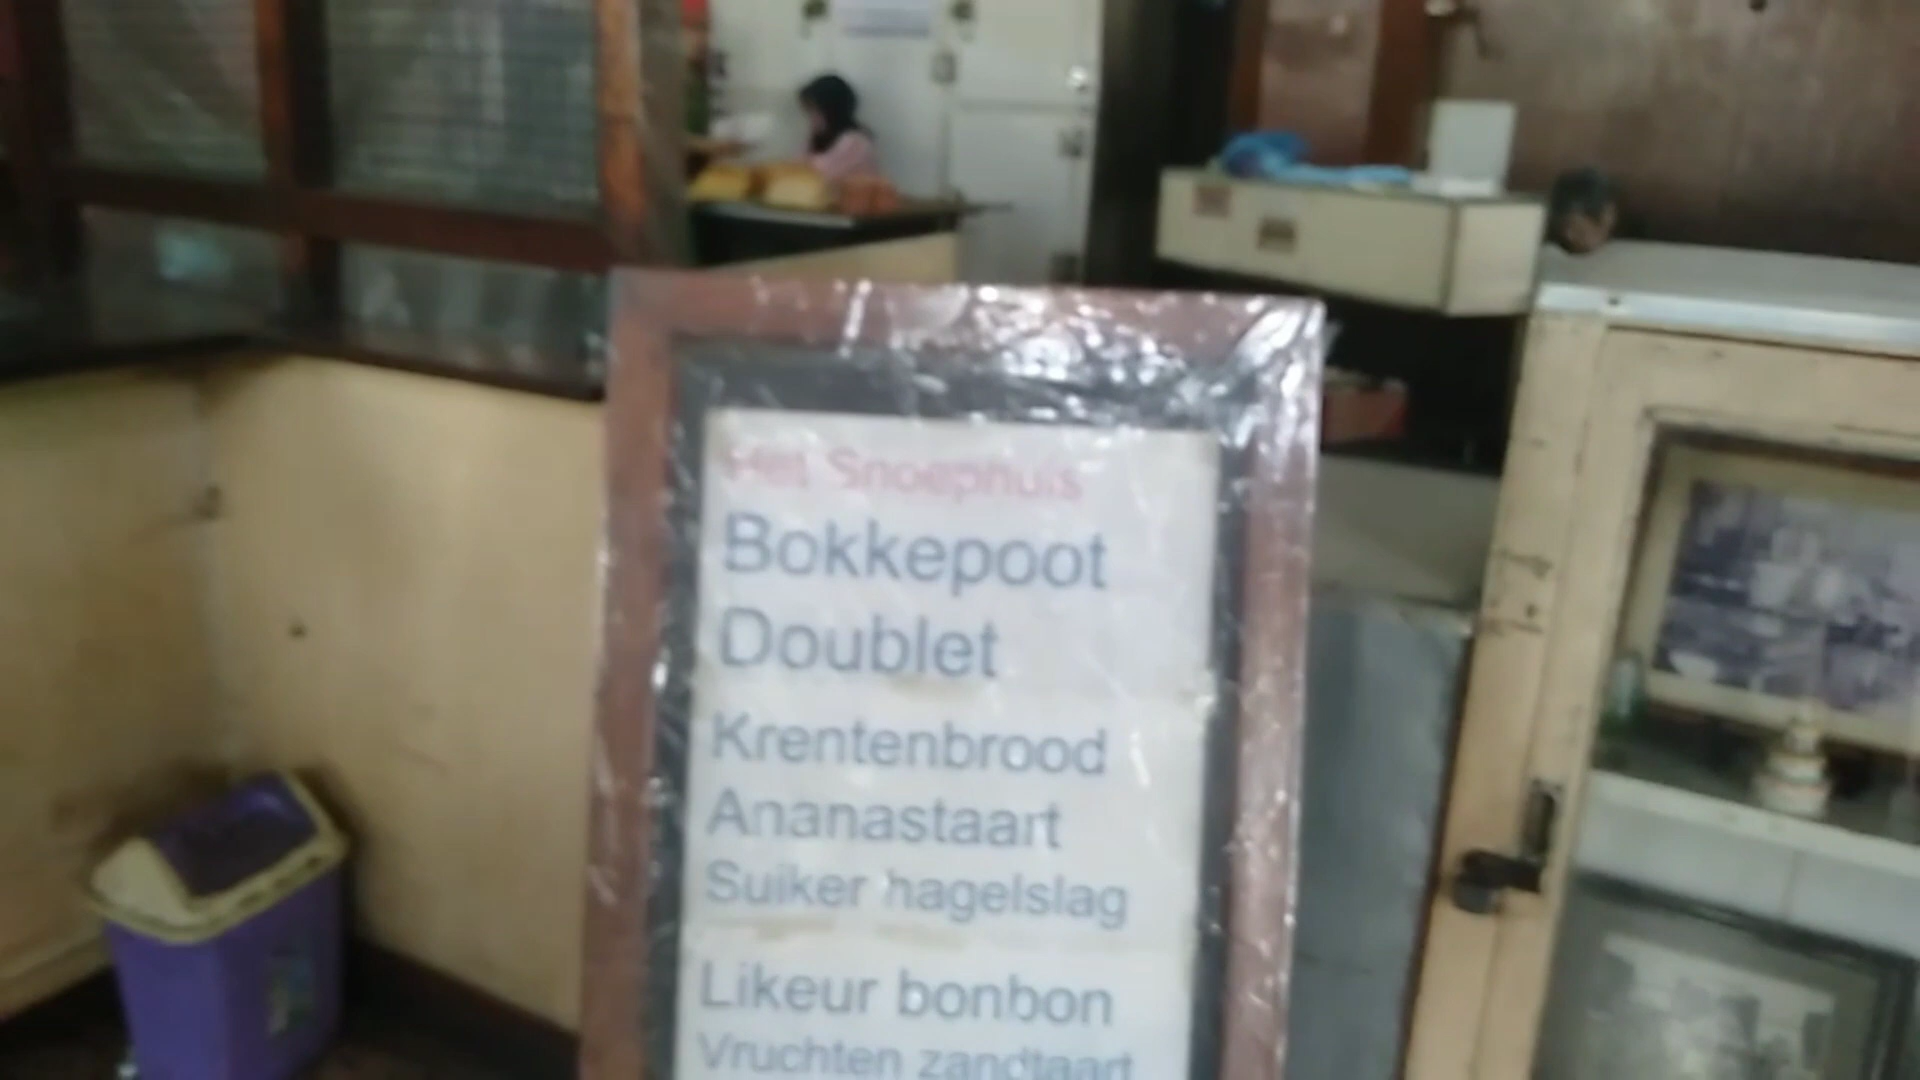 Het Snoephuis
Bokkepoot
Doublet
Krentenbrood
Ananastaart
Suiker hagelslag
Likeur bonbon
Vruchten zandtaart